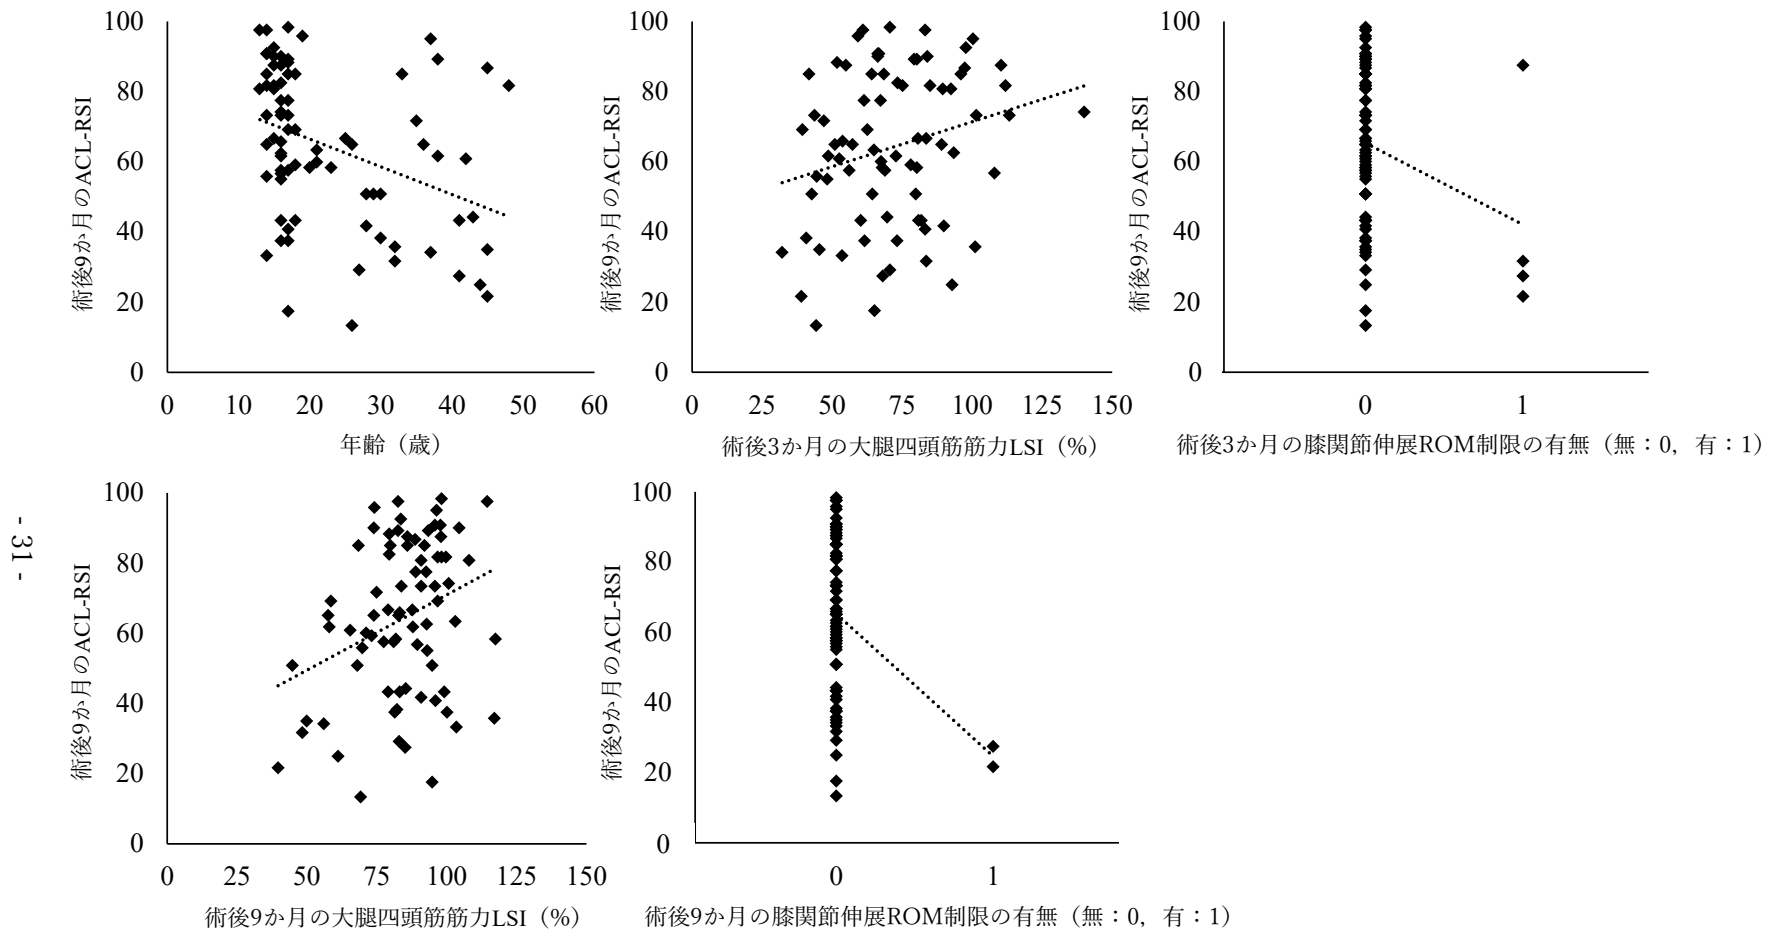 100
80
60
40
20
0
術後9か月のACL-RSI
0 10 20 30 40 50 60
年齢（歳）
100
80
60
40
20
0
術後9か月のACL-RSI
0 25 50 75 100 125 150
術後3か月の大腿四頭筋筋力LSI（%）
100
80
60
40
20
0
術後9か月のACL-RSI
0 1
術後3か月の膝関節伸展ROM制限の有無（無：0，有：1）
100
80
60
40
20
0
術後9か月のACL-RSI
0 25 50 75 100 125 150
術後9か月の大腿四頭筋筋力LSI（%）
100
80
60
40
20
0
術後9か月のACL-RSI
0 1
術後9か月の膝関節伸展ROM制限の有無（無：0，有：1）
- 31 -